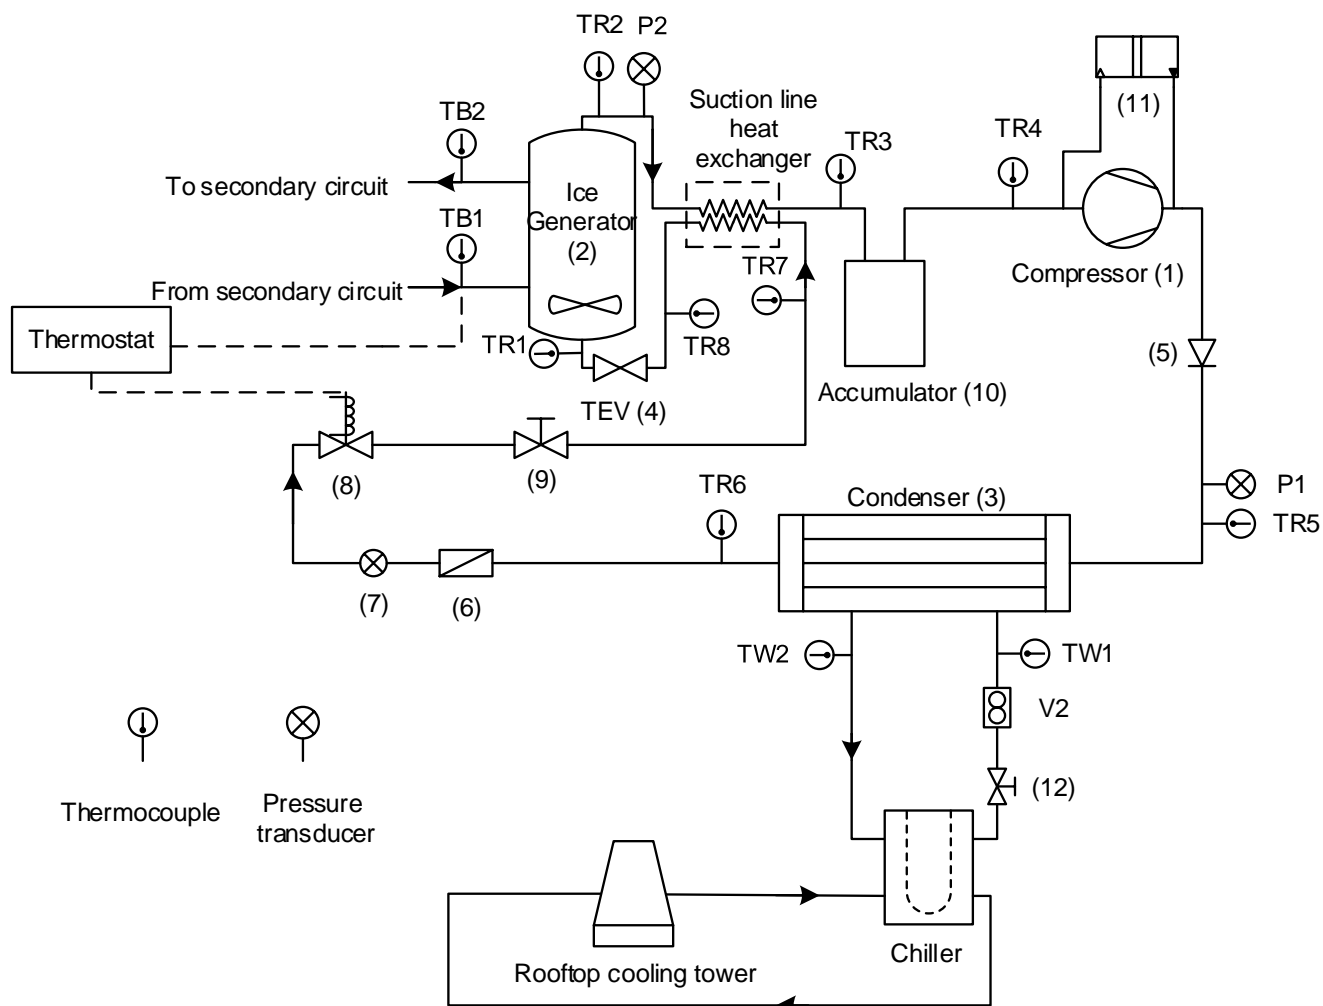 TR2
P2
(11)
Suction line
heat
exchanger
TB2
TR3
TR4
To secondary circuit
Ice
Generator
(2)
TB1
From secondary circuit
TR7
Compressor (1)
Thermostat
TR1
TR8
(5)
TEV (4)
Accumulator (10)
(8)
(9)
TR6
Condenser (3)
P1
TR5
(7)
(6)
TW2
TW1
V2
(12)
Thermocouple
Pressure
transducer
Chiller
Rooftop cooling tower